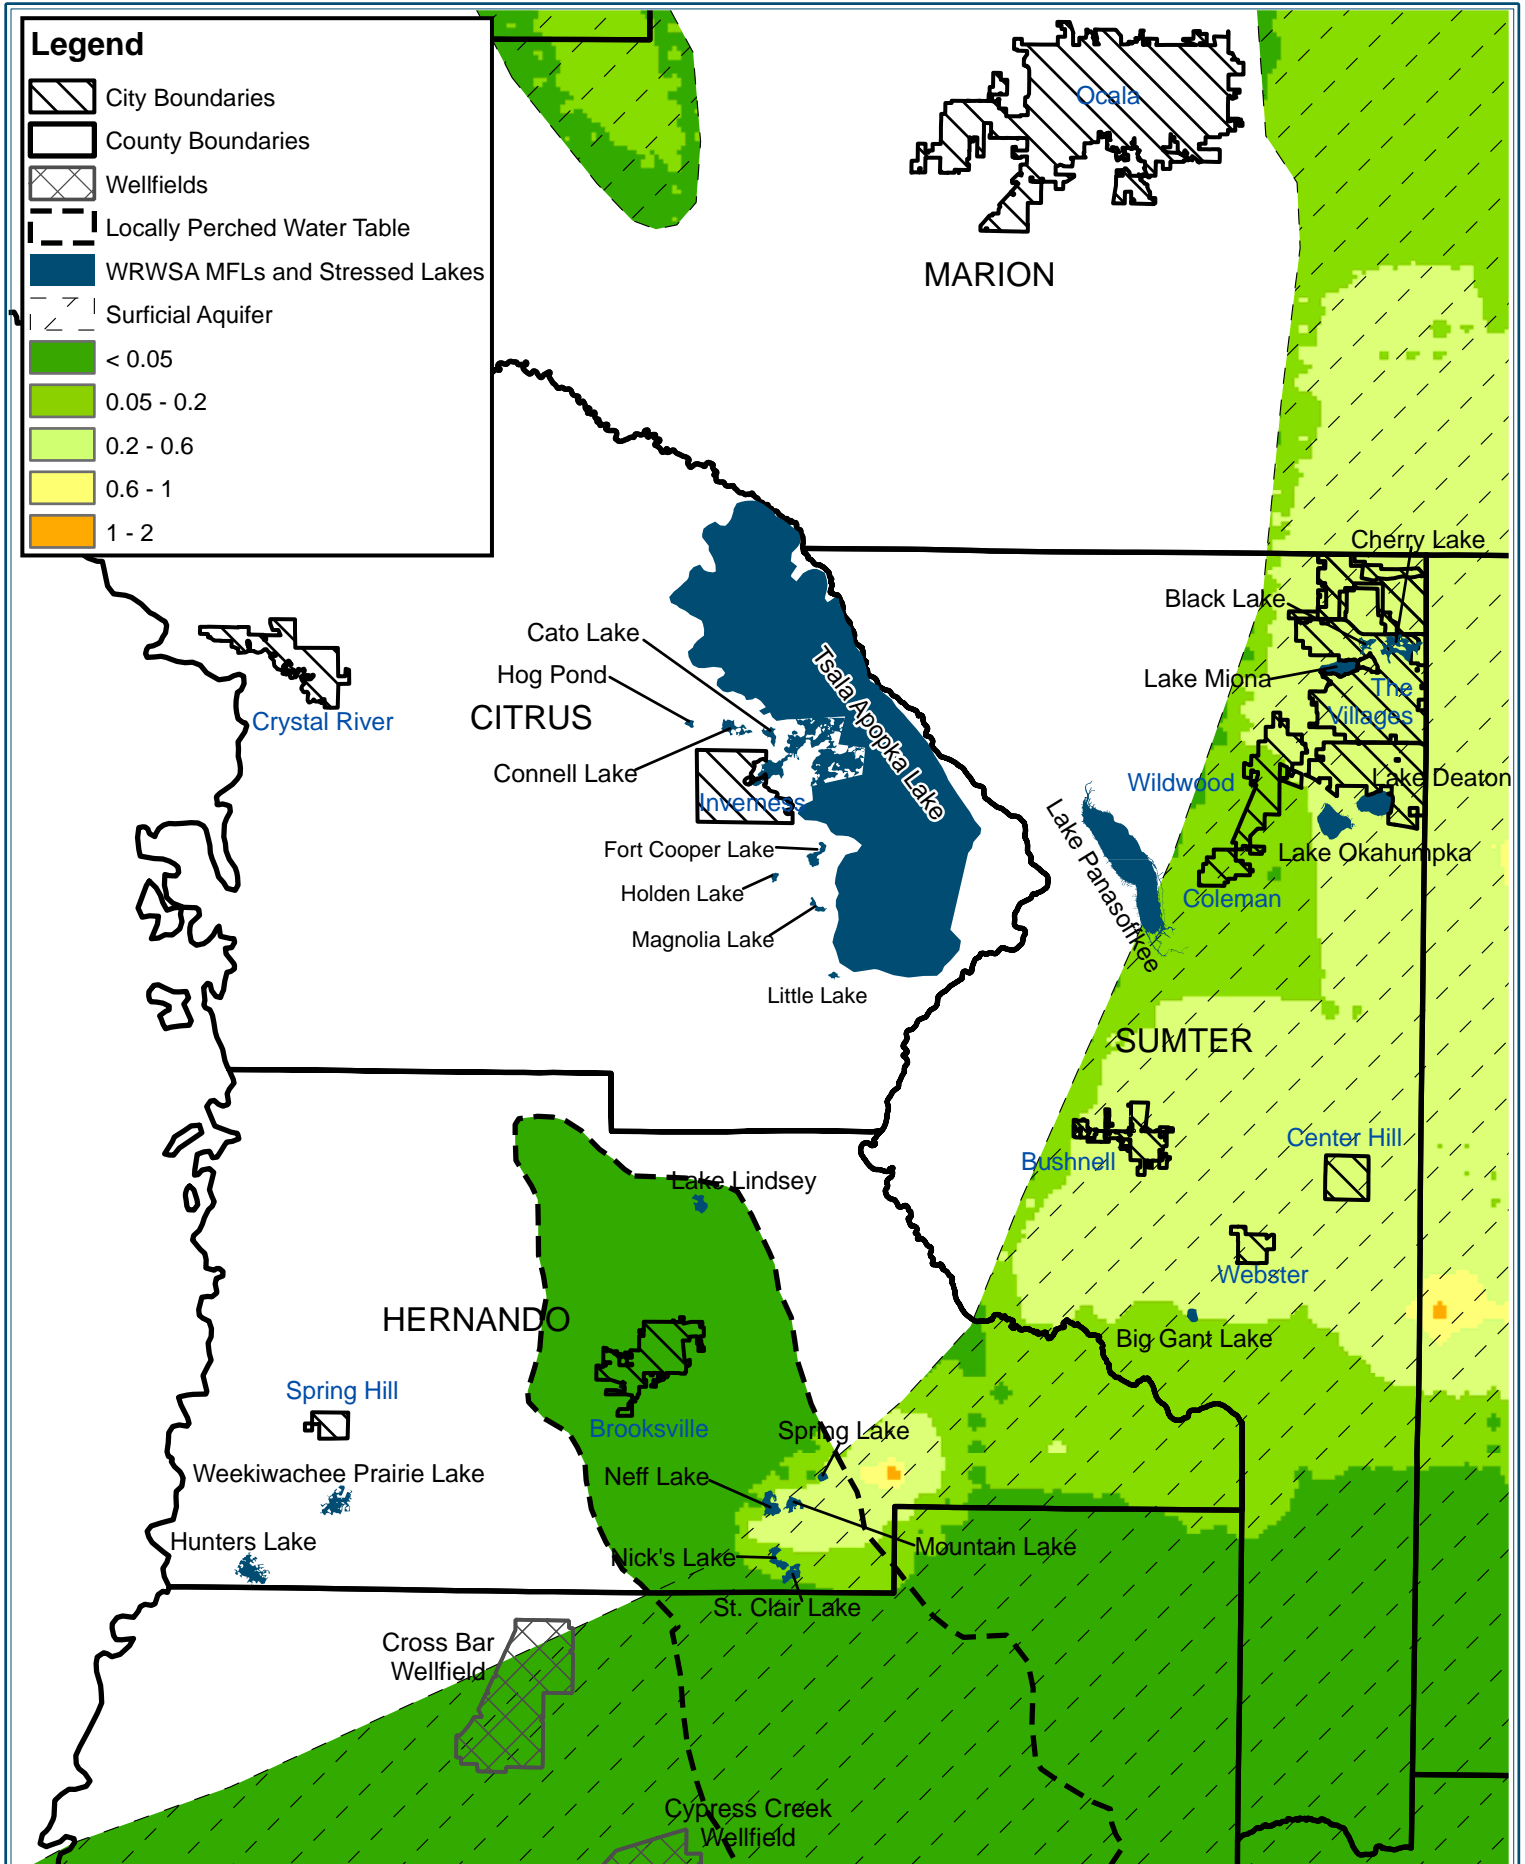 Legend
City Boundaries
County Boundaries
Wellfields
Locally Perched Water Table
WRWSA MFLs and Stressed Lakes
Surficial Aquifer
< 0.05
0.05 - 0.2
0.2 - 0.6
0.6 - 1
1 - 2
Ocala
MARION
Cherry Lake
Black Lake
Lake Miona
The
Villages
Cato Lake
Hog Pond
Crystal River
CITRUS
Connell Lake
Inverness
Tsala Apopka Lake
Wildwood
Lake Deaton
Lake Okahumpka
Lake Panasoffkee
Coleman
Fort Cooper Lake
Holden Lake
Magnolia Lake
Little Lake
SUMTER
Bushnell
Center Hill
Webster
Big Gant Lake
Lake Lindsey
HERNANDO
Spring Hill
Brooksville
Spring Lake
Weekiwachee Prairie Lake
Neff Lake
Hunters Lake
Nick's Lake
Mountain Lake
St. Clair Lake
Cross Bar
Wellfield
Cypress Creek
Wellfield